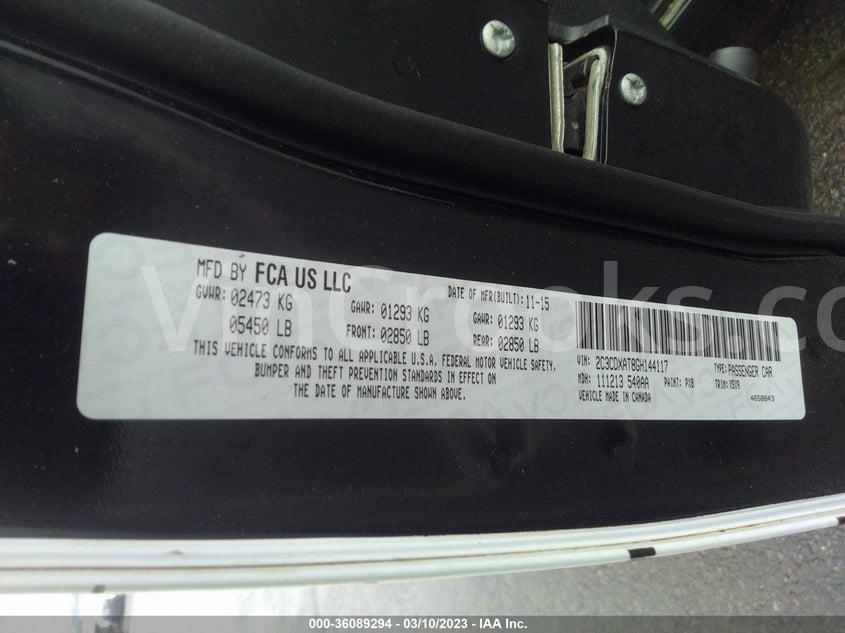 MFD BY FCA US LLC
DATE OF MFR(BUILT): 11-15
GVWR: 02473 KG
GAWR: 01293 KG
GAWR: 01293 KG
05450 LB
FRONT: 02850 LB
REAR: 02850 LB
THIS VEHICLE CONFORMS TO ALL APPLICABLE U.S.A. FEDERAL MOTOR VEHICLE SAFETY,
BUMPER AND THEFT PREVENTION STANDARDS IN EFFECT ON
THE DATE OF MANUFACTURE SHOWN ABOVE.
VIN: 2C3CDXAT8GH144117
TYPE: PASSENGER CAR
MDH: 111213 540AA
PAINT: PX8
TRIM: X5X9
VEHICLE MADE IN CANADA
4658843
000-36089294 - 03/10/2023 - IAA Inc.